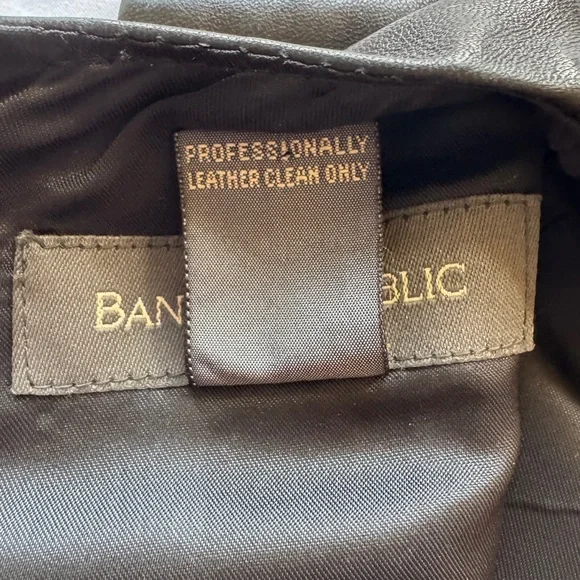 PROFESSIONALLY
LEATHER CLEAN ONLY
BAN BLIC